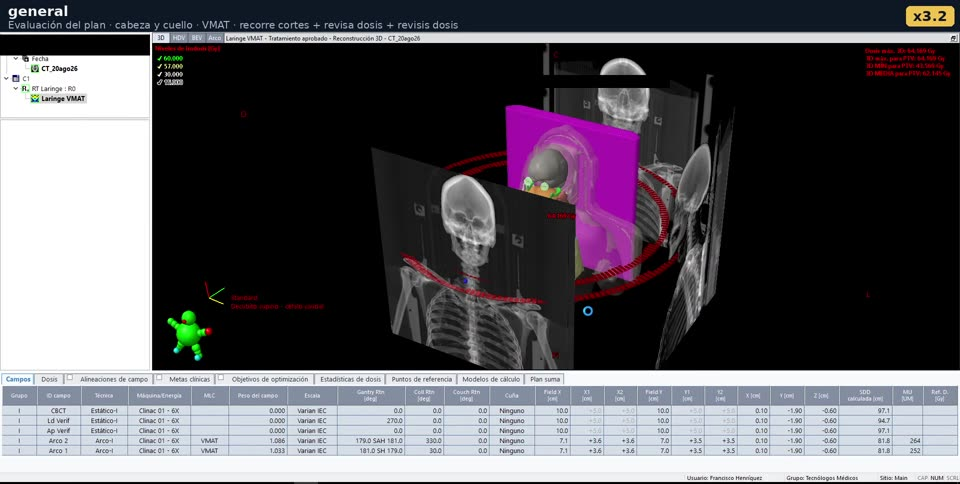 general
Evaluación del plan · cabeza y cuello · VMAT · recorre cortes + revisa dosis + revisis dosis
x3.2
3D HDV BEV Arco Laringe VMAT - Tratamiento aprobado - Reconstrucción 3D - CT_20ago26
Fecha
CT_20ago26
C1
RT Laringe : R0
Laringe VMAT
60.000
57.000
30.000
D
L
Campos Dosis Alineaciones de campo Metas clínicas Objetivos de optimización Estadísticas de dosis Puntos de referencia Modelos de cálculo Plan suma
Grupo ID campo Técnica Máquina/Energía MLC Peso del campo Escala Gantry Rtn [deg] Coll Rtn [deg] Couch Rtn [deg] Cuña Field X [cm] X1 [cm] X2 [cm] Field Y [cm] Y1 [cm] Y2 [cm] X [cm] Y [cm] Z [cm] SDD calculada [cm] MU [UM] Ref. D. [Gy]
I CBCT Estático-I Clinac 01 - 6X 0.000 Varian IEC 0.0 0.0 0.0 Ninguno 10.0 +5.0 +5.0 10.0 +5.0 +5.0 0.10 -1.90 -0.60 97.1
I Ld Verif Estático-I Clinac 01 - 6X 0.000 Varian IEC 270.0 0.0 0.0 Ninguno 10.0 +5.0 +5.0 10.0 +5.0 +5.0 0.10 -1.90 -0.60 94.7
I Ap Verif Estático-I Clinac 01 - 6X 0.000 Varian IEC 0.0 0.0 0.0 Ninguno 10.0 +5.0 +5.0 10.0 +5.0 +5.0 0.10 -1.90 -0.60 97.1
I Arco 2 Arco-I Clinac 01 - 6X VMAT 1.086 Varian IEC 179.0 SAH 181.0 330.0 0.0 Ninguno 7.1 +3.6 +3.6 7.0 +3.5 +3.5 0.10 -1.90 -0.60 81.8 264
I Arco 1 Arco-I Clinac 01 - 6X VMAT 1.033 Varian IEC 181.0 SH 179.0 30.0 0.0 Ninguno 7.1 +3.6 +3.6 7.0 +3.5 +3.5 0.10 -1.90 -0.60 81.8 252
Usuario: Francisco Henríquez Grupo: Tecnólogos Médicos Sitio: Main CAP NUM SCRL